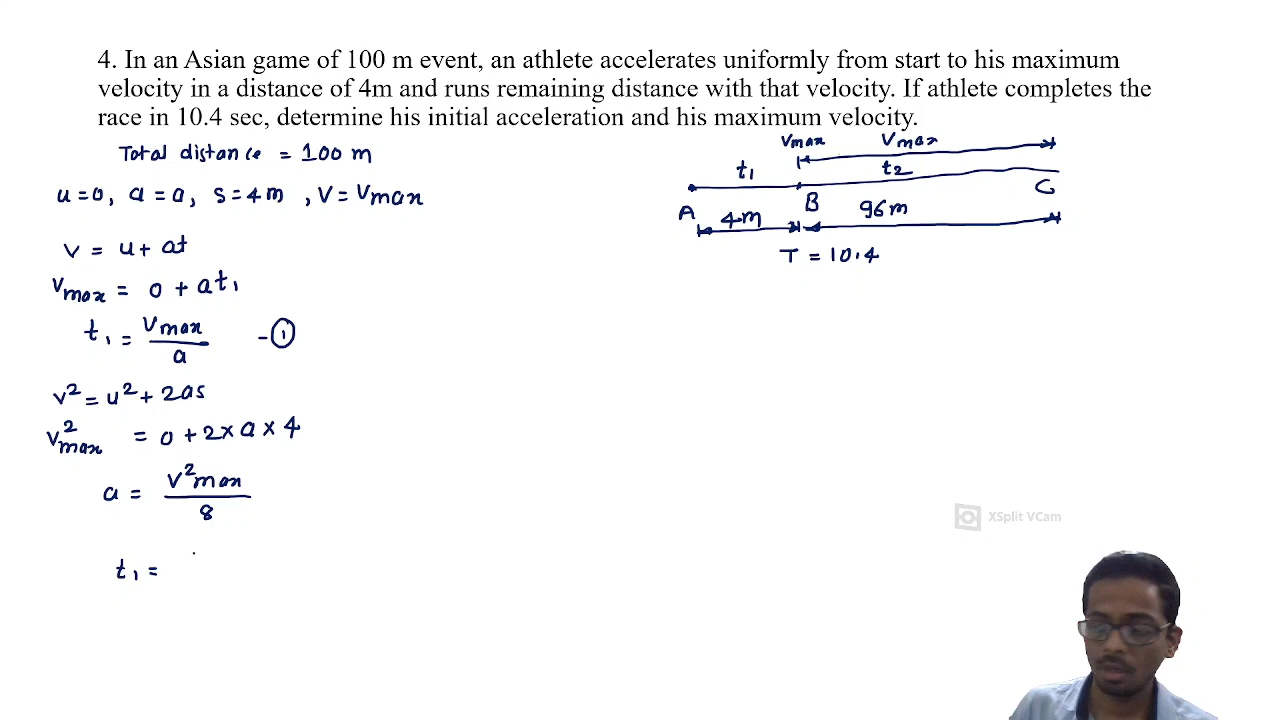 4. In an Asian game of 100 m event, an athlete accelerates uniformly from start to his maximum
velocity in a distance of 4m and runs remaining distance with that velocity. If athlete completes the
race in 10.4 sec, determine his initial acceleration and his maximum velocity.
Total distance = 100 m
u = 0, a = a, s = 4 m , v = Vmax
v = u + at
Vmax = 0 + at₁
t₁ = Vmax / a - ①
v² = u² + 2as
V²max = 0 + 2 × a × 4
a = V²max / 8
t₁ =
Vmax Vmax
t₁ t₂
A B C
4m 96m
T = 10.4
XSplit VCam